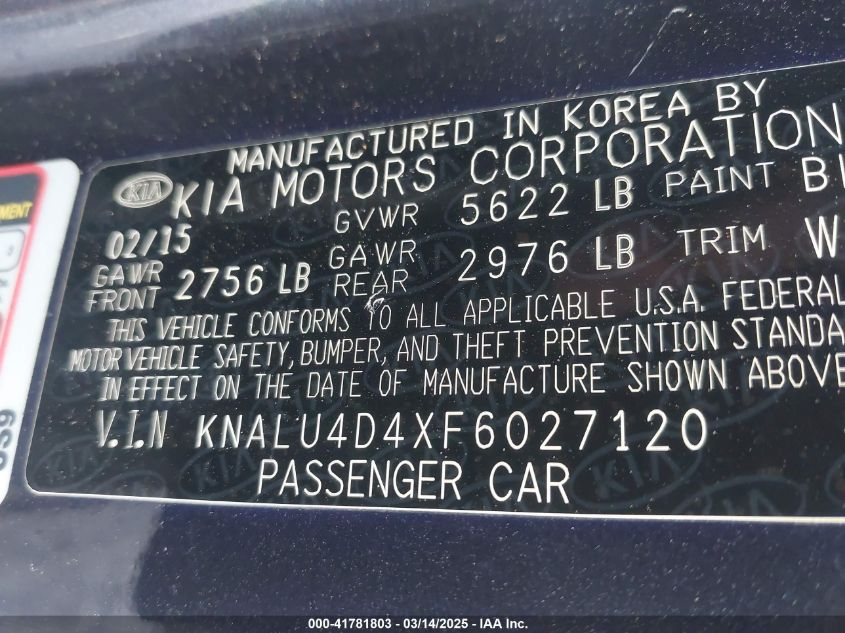 MANUFACTURED IN KOREA BY
KIA KIA MOTORS CORPORATION
02/15 GVWR 5622 LB PAINT
GAWR FRONT 2756 LB GAWR REAR 2976 LB TRIM
THIS VEHICLE CONFORMS TO ALL APPLICABLE U.S.A. FEDERAL
MOTOR VEHICLE SAFETY, BUMPER, AND THEFT PREVENTION STANDA
IN EFFECT ON THE DATE OF MANUFACTURE SHOWN ABOVE
V.I.N KNALU4D4XF6027120
PASSENGER CAR
000-41781803 - 03/14/2025 - IAA Inc.